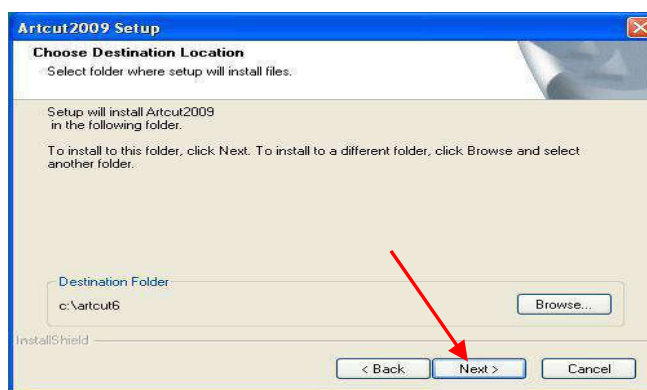 Artcut2009 Setup
Choose Destination Location
Select folder where setup will install files.
Setup will install Artcut2009
in the following folder.
To install to this folder, click Next. To install to a different folder, click Browse and select
another folder.
Destination Folder
c:\artcut6
Browse...
InstallShield
< Back Next > Cancel